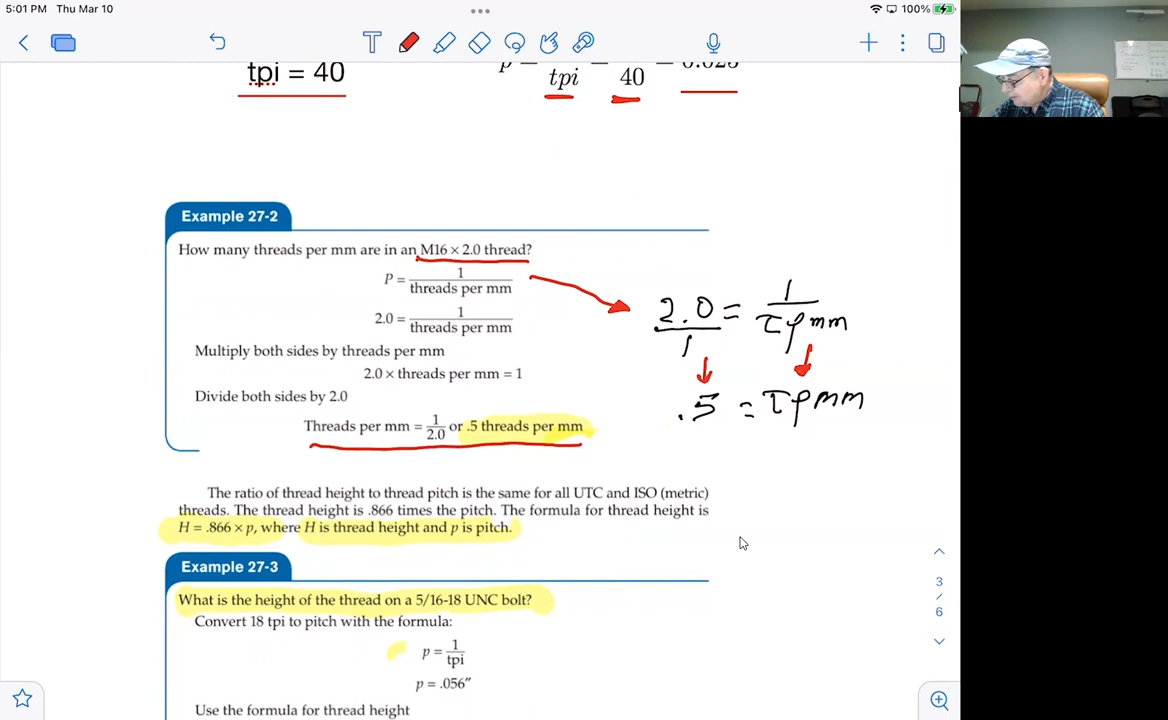 5:01 PM Thu Mar 10
100%
tpi = 40
tpi
40
Example 27-2
How many threads per mm are in an M16 × 2.0 thread?
P = 1 / threads per mm
2.0 = 1 / threads per mm
Multiply both sides by threads per mm
2.0 × threads per mm = 1
Divide both sides by 2.0
Threads per mm = 1/2.0 or .5 threads per mm
2.0/1 = 1/Tpmm
.5 = Tpmm
The ratio of thread height to thread pitch is the same for all UTC and ISO (metric)
threads. The thread height is .866 times the pitch. The formula for thread height is
H = .866 × p, where H is thread height and p is pitch.
Example 27-3
What is the height of the thread on a 5/16-18 UNC bolt?
Convert 18 tpi to pitch with the formula:
p = 1/tpi
p = .056″
Use the formula for thread height
3
/
6